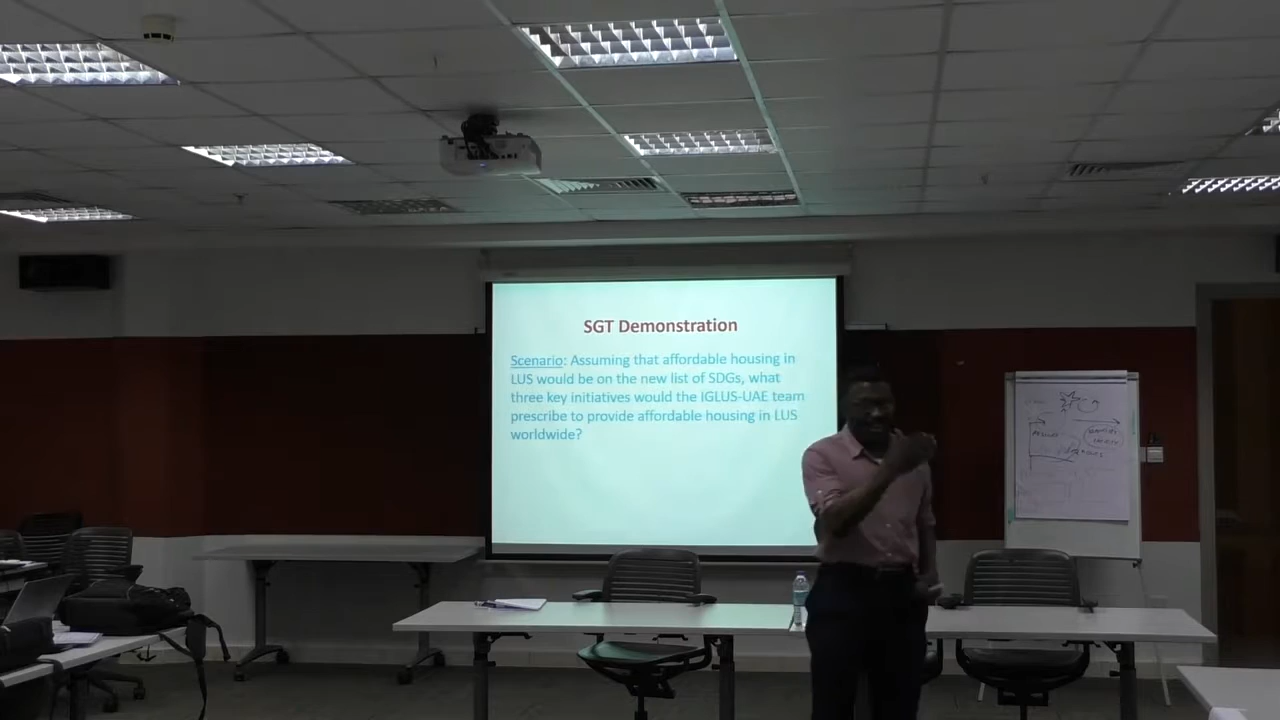 SGT Demonstration
Scenario: Assuming that affordable housing in
LUS would be on the new list of SDGs, what
three key initiatives would the IGLUS-UAE team
prescribe to provide affordable housing in LUS
worldwide?